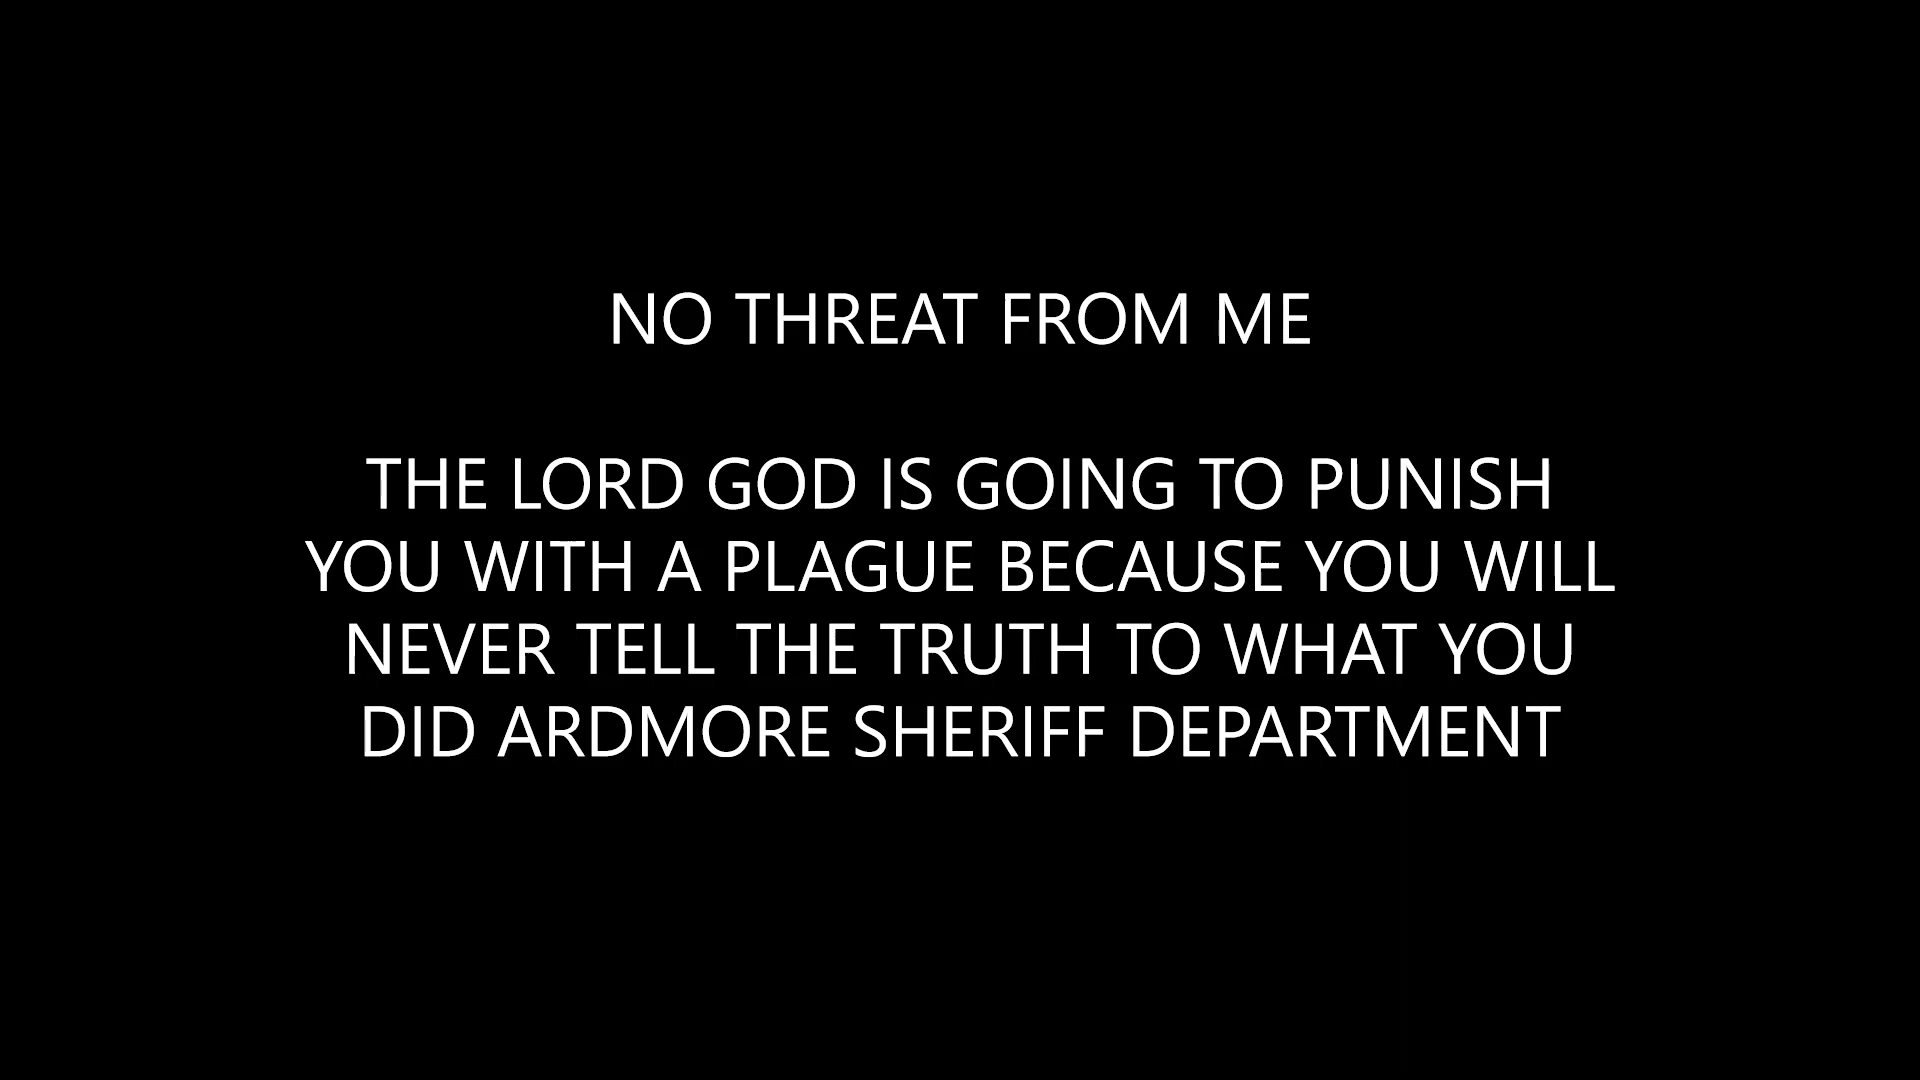 NO THREAT FROM ME
THE LORD GOD IS GOING TO PUNISH
YOU WITH A PLAGUE BECAUSE YOU WILL
NEVER TELL THE TRUTH TO WHAT YOU
DID ARDMORE SHERIFF DEPARTMENT